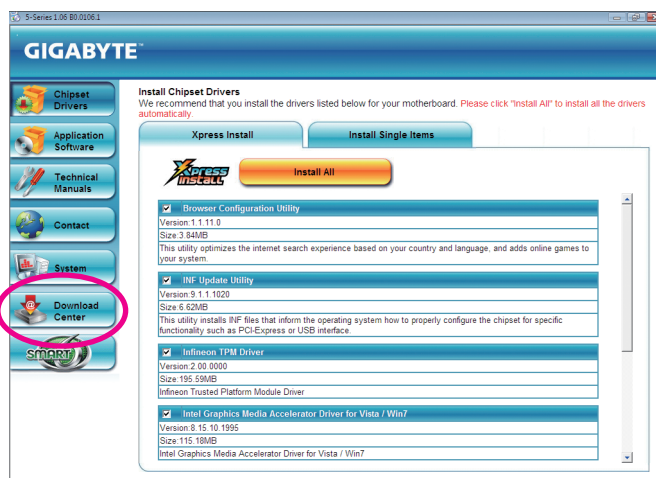 5-Series 1.06 B0.0106.1
GIGABYTE™
Chipset
Drivers
Application
Software
Technical
Manuals
Contact
System
Download
Center
SMART
Install Chipset Drivers
We recommend that you install the drivers listed below for your motherboard. Please click "Install All" to install all the drivers
automatically.
Xpress Install
Install Single Items
Xpress
Install
Install All
Browser Configuration Utility
Version:1.1.11.0
Size:3.84MB
This utility optimizes the internet search experience based on your country and language, and adds online games to
your system.
INF Update Utility
Version:9.1.1.1020
Size:6.62MB
This utility installs INF files that inform the operating system how to properly configure the chipset for specific
functionality such as PCI-Express or USB interface.
Infineon TPM Driver
Version:2.00.0000
Size:195.59MB
Infineon Trusted Platform Module Driver
Intel Graphics Media Accelerator Driver for Vista / Win7
Version:8.15.10.1995
Size:115.18MB
Intel Graphics Media Accelerator Driver for Vista / Win7